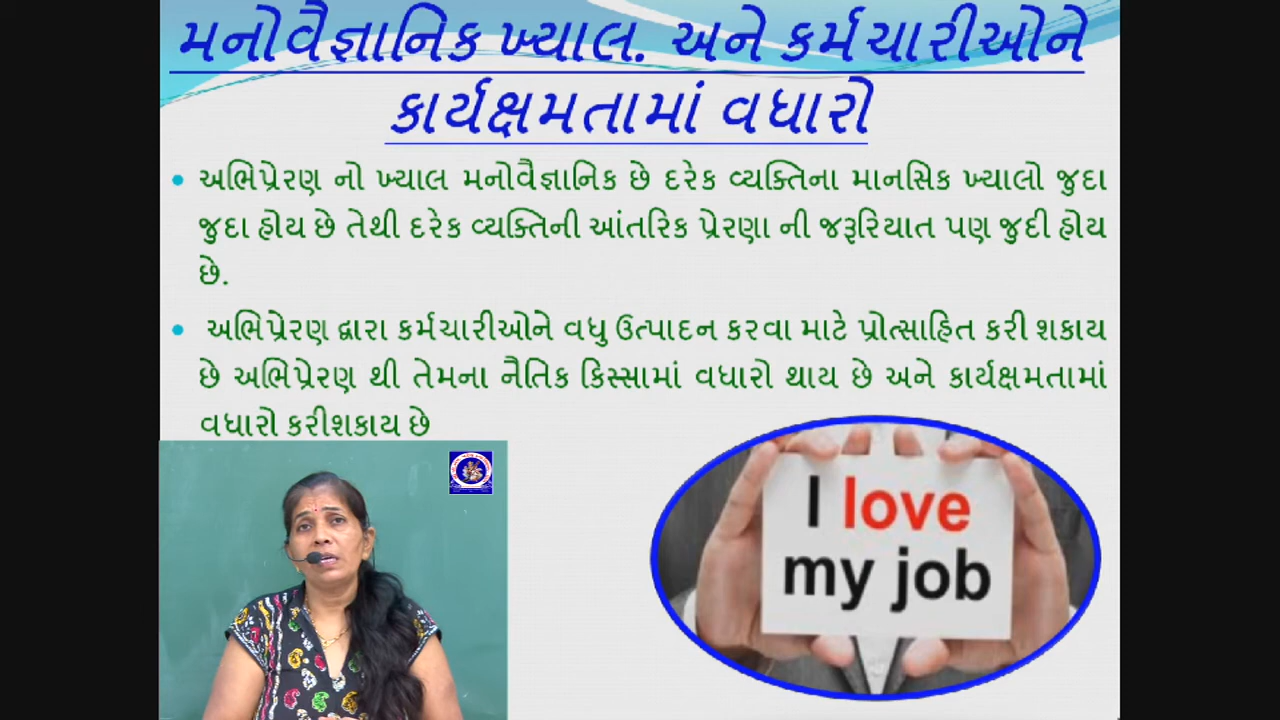 મનોવૈજ્ઞાનિક ખ્યાલ. અને કર્મચારીઓને
કાર્યક્ષમતામાં વધારો
• અભિપ્રેરણ નો ખ્યાલ મનોવૈજ્ઞાનિક છે દરેક વ્યક્તિના માનસિક ખ્યાલો જુદા
જુદા હોય છે તેથી દરેક વ્યક્તિની આંતરિક પ્રેરણા ની જરૂરિયાત પણ જુદી હોય
છે.
• અભિપ્રેરણ દ્વારા કર્મચારીઓને વધુ ઉત્પાદન કરવા માટે પ્રોત્સાહિત કરી શકાય
છે અભિપ્રેરણ થી તેમના નૈતિક કિસ્સામાં વધારો થાય છે અને કાર્યક્ષમતામાં
વધારો કરીશકાય છે
I love
my job